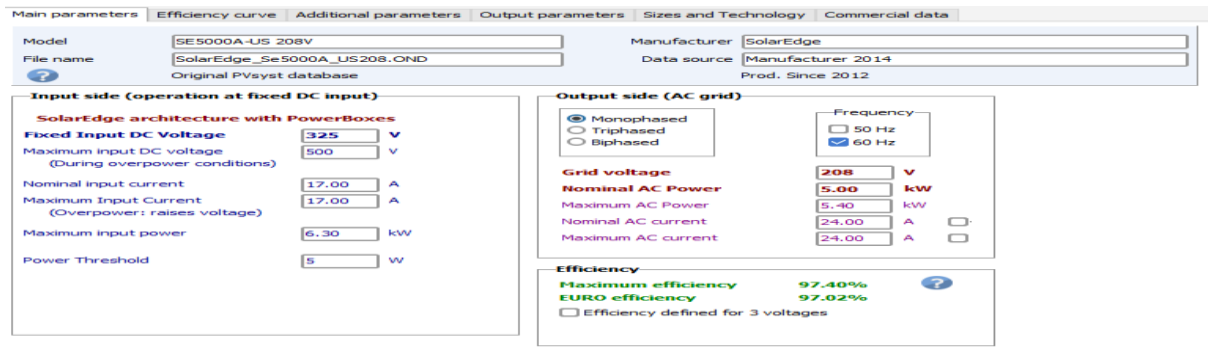 Main parameters Efficiency curve Additional parameters Output parameters Sizes and Technology Commercial data
Model SE5000A-US 208V Manufacturer SolarEdge
File name SolarEdge_Se5000A_US208.OND Data source Manufacturer 2014
? Original PVsyst database Prod. Since 2012
Input side (operation at fixed DC input)
SolarEdge architecture with PowerBoxes
Fixed Input DC Voltage 325 V
Maximum input DC voltage 500 V
(During overpower conditions)
Nominal input current 17.00 A
Maximum Input Current 17.00 A
(Overpower: raises voltage)
Maximum input power 6.30 kW
Power Threshold 5 W
Output side (AC grid)
Monophased
Triphased
Biphased
Frequency
50 Hz
60 Hz
Grid voltage 208 V
Nominal AC Power 5.00 kW
Maximum AC Power 5.40 kW
Nominal AC current 24.00 A
Maximum AC current 24.00 A
Efficiency
Maximum efficiency 97.40% ?
EURO efficiency 97.02%
Efficiency defined for 3 voltages